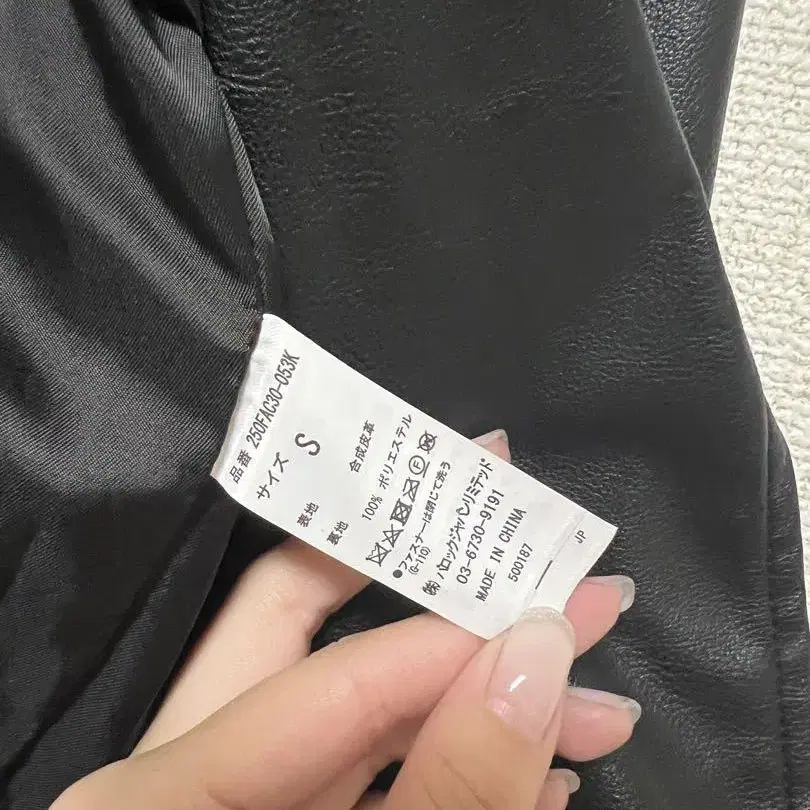 品番 250FAC30-053K
サイズ S
表地 合成皮革
裏地 100% ポリエステル
●ファスナーは閉じて洗う
(G-110)
㈱バロックジャパンリミテッド
03-6730-9191
MADE IN CHINA
500187
JP